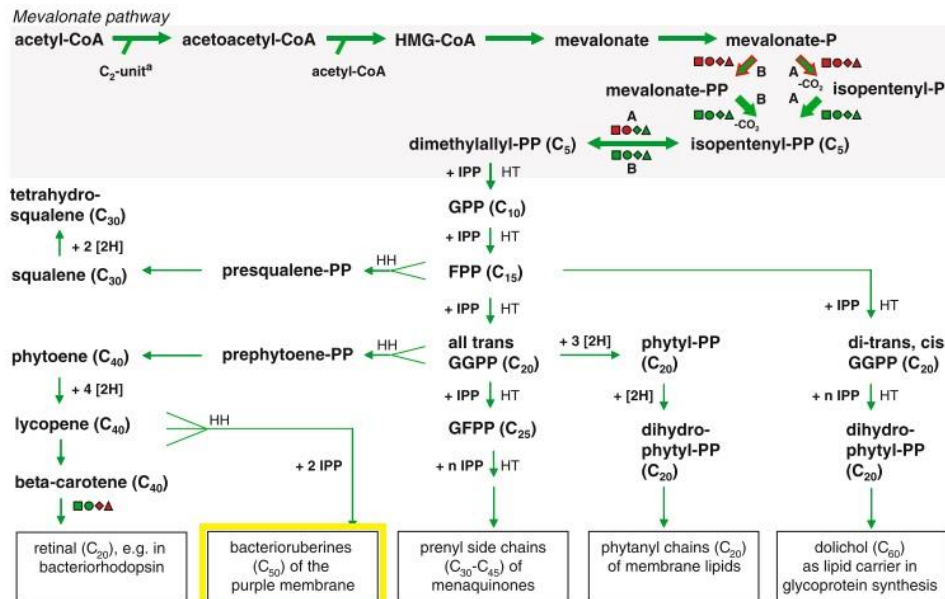 Mevalonate pathway
acetyl-CoA
acetoacetyl-CoA
HMG-CoA
mevalonate
mevalonate-P
C₂-unitᵃ
acetyl-CoA
B
A
-CO₂
mevalonate-PP
isopentenyl-P
B
A
-CO₂
A
dimethylallyl-PP (C₅)
isopentenyl-PP (C₅)
B
+ IPP
HT
tetrahydro-
squalene (C₃₀)
GPP (C₁₀)
+ 2 [2H]
+ IPP
HT
squalene (C₃₀)
presqualene-PP
HH
FPP (C₁₅)
+ IPP
HT
+ IPP
HT
phytoene (C₄₀)
prephytoene-PP
HH
all trans
GGPP (C₂₀)
+ 3 [2H]
phytyl-PP
(C₂₀)
di-trans, cis
GGPP (C₂₀)
+ 4 [2H]
+ IPP
HT
+ [2H]
+ n IPP
HT
lycopene (C₄₀)
HH
GFPP (C₂₅)
dihydro-
phytyl-PP
(C₂₀)
dihydro-
phytyl-PP
(C₂₀)
+ 2 IPP
+ n IPP
HT
beta-carotene (C₄₀)
retinal (C₂₀), e.g. in
bacteriorhodopsin
bacterioruberines
(C₅₀) of the
purple membrane
prenyl side chains
(C₃₀-C₄₅) of
menaquinones
phytanyl chains (C₂₀)
of membrane lipids
dolichol (C₆₀)
as lipid carrier in
glycoprotein synthesis